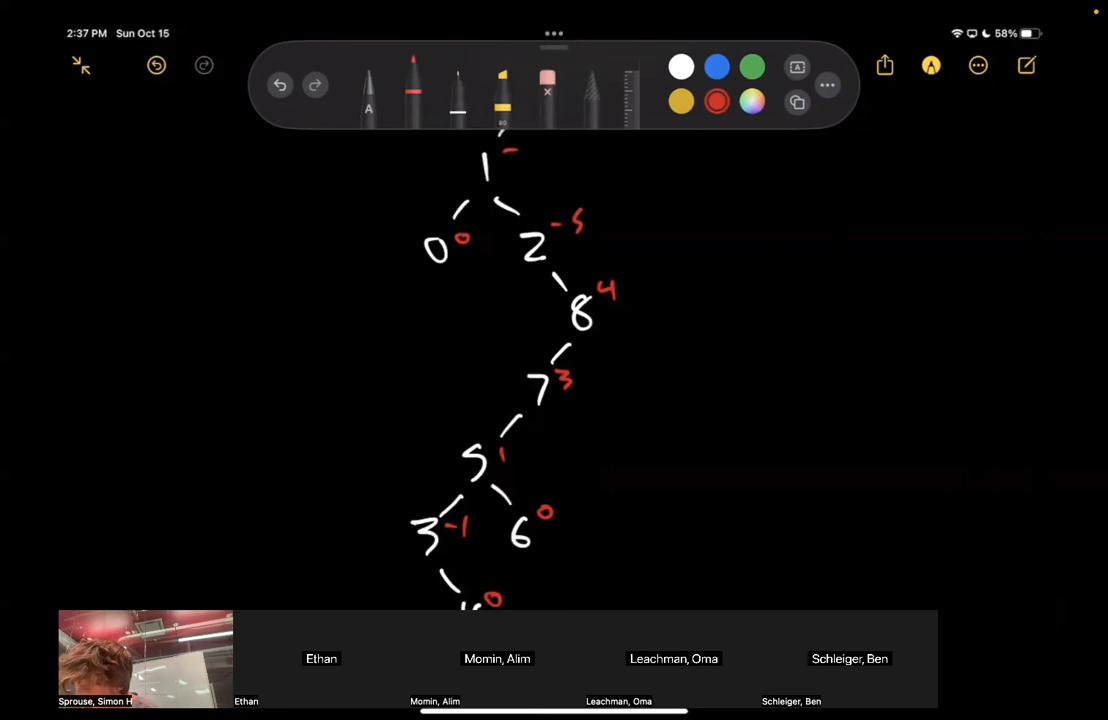 2:37 PM Sun Oct 15
58%
A
80
1 -
0 0
2 -5
8 4
7 3
5 1
3 -1
6 0
0
Ethan
Momin, Alim
Leachman, Oma
Schleiger, Ben
Sprouse, Simon H
Ethan
Momin, Alim
Leachman, Oma
Schleiger, Ben